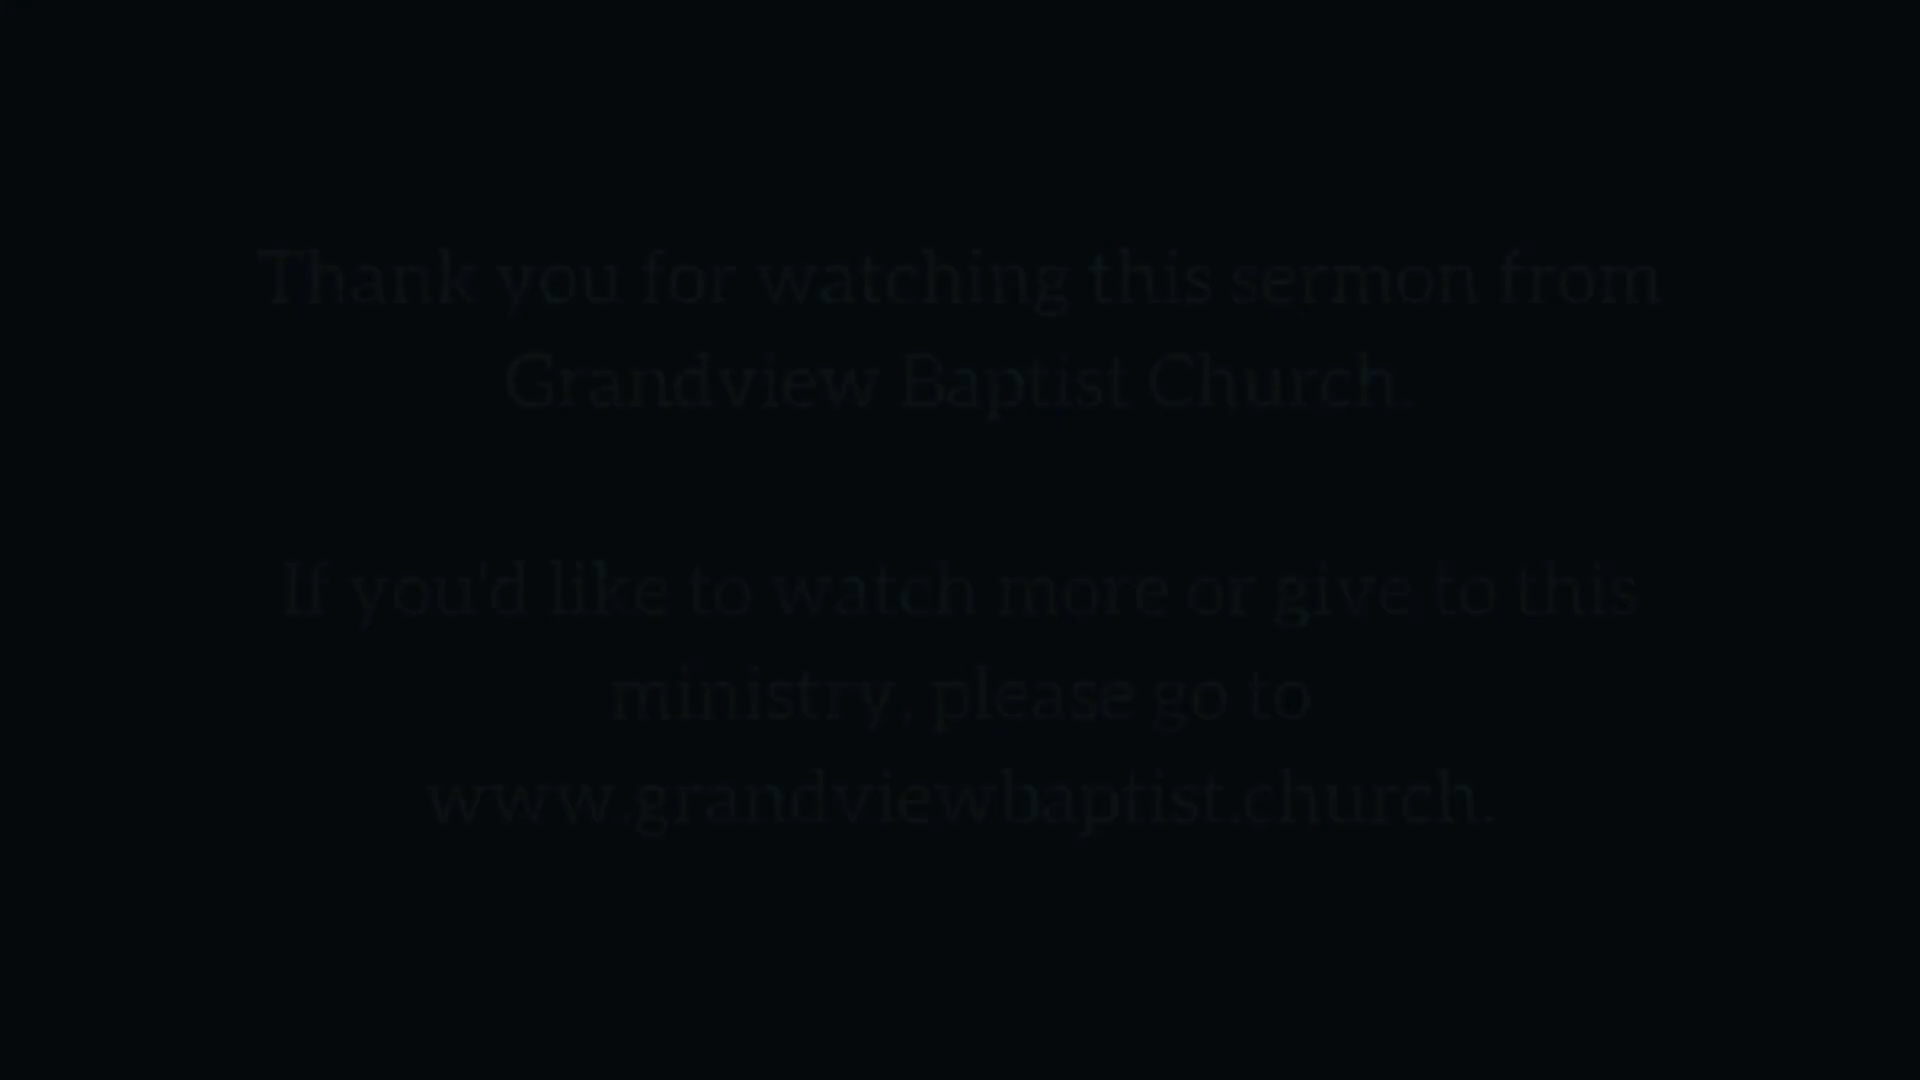 Thank you for watching this sermon from
Grandview Baptist Church.
If you'd like to watch more or give to this
ministry, please go to
www.grandviewbaptist.church.